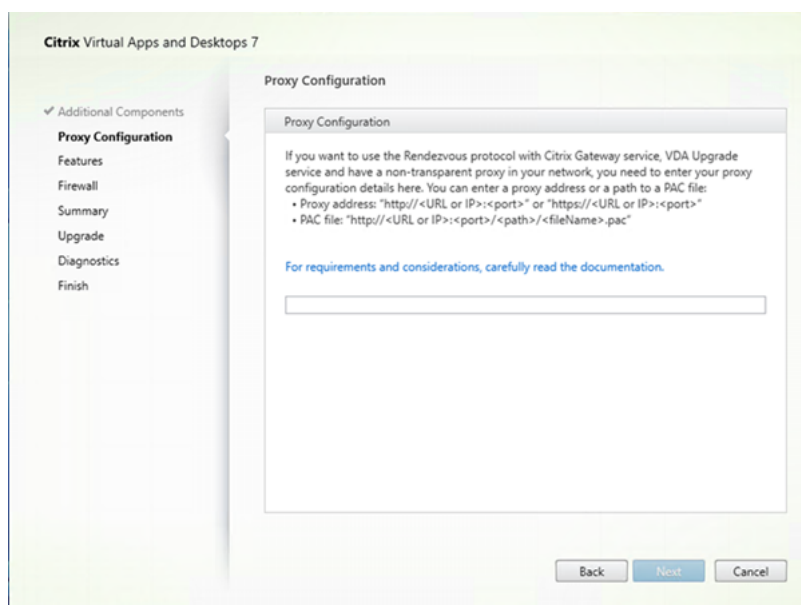 Citrix Virtual Apps and Desktops 7
Proxy Configuration
✔ Additional Components
Proxy Configuration
Features
Firewall
Summary
Upgrade
Diagnostics
Finish
Proxy Configuration
If you want to use the Rendezvous protocol with Citrix Gateway service, VDA Upgrade
service and have a non-transparent proxy in your network, you need to enter your proxy
configuration details here. You can enter a proxy address or a path to a PAC file:
• Proxy address: "http://<URL or IP>:<port>" or "https://<URL or IP>:<port>"
• PAC file: "http://<URL or IP>:<port>/<path>/<fileName>.pac"
For requirements and considerations, carefully read the documentation.
Back
Next
Cancel